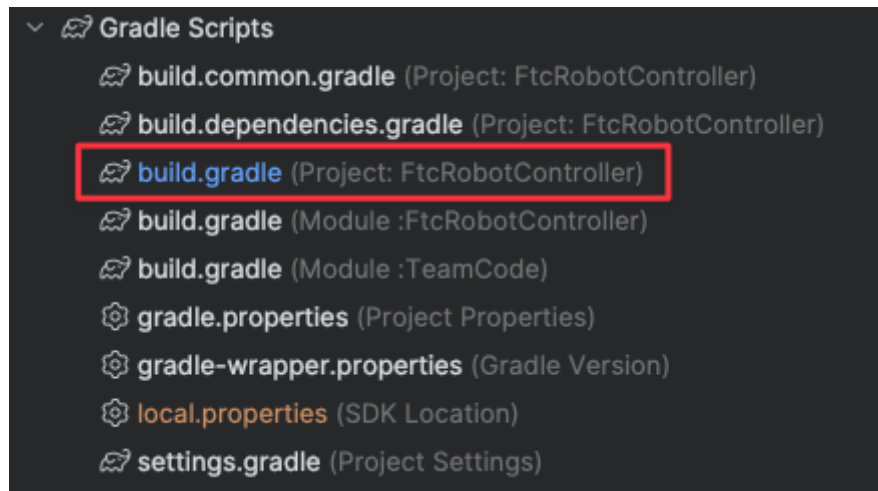 Gradle Scripts
build.common.gradle (Project: FtcRobotController)
build.dependencies.gradle (Project: FtcRobotController)
build.gradle (Project: FtcRobotController)
build.gradle (Module :FtcRobotController)
build.gradle (Module :TeamCode)
gradle.properties (Project Properties)
gradle-wrapper.properties (Gradle Version)
local.properties (SDK Location)
settings.gradle (Project Settings)